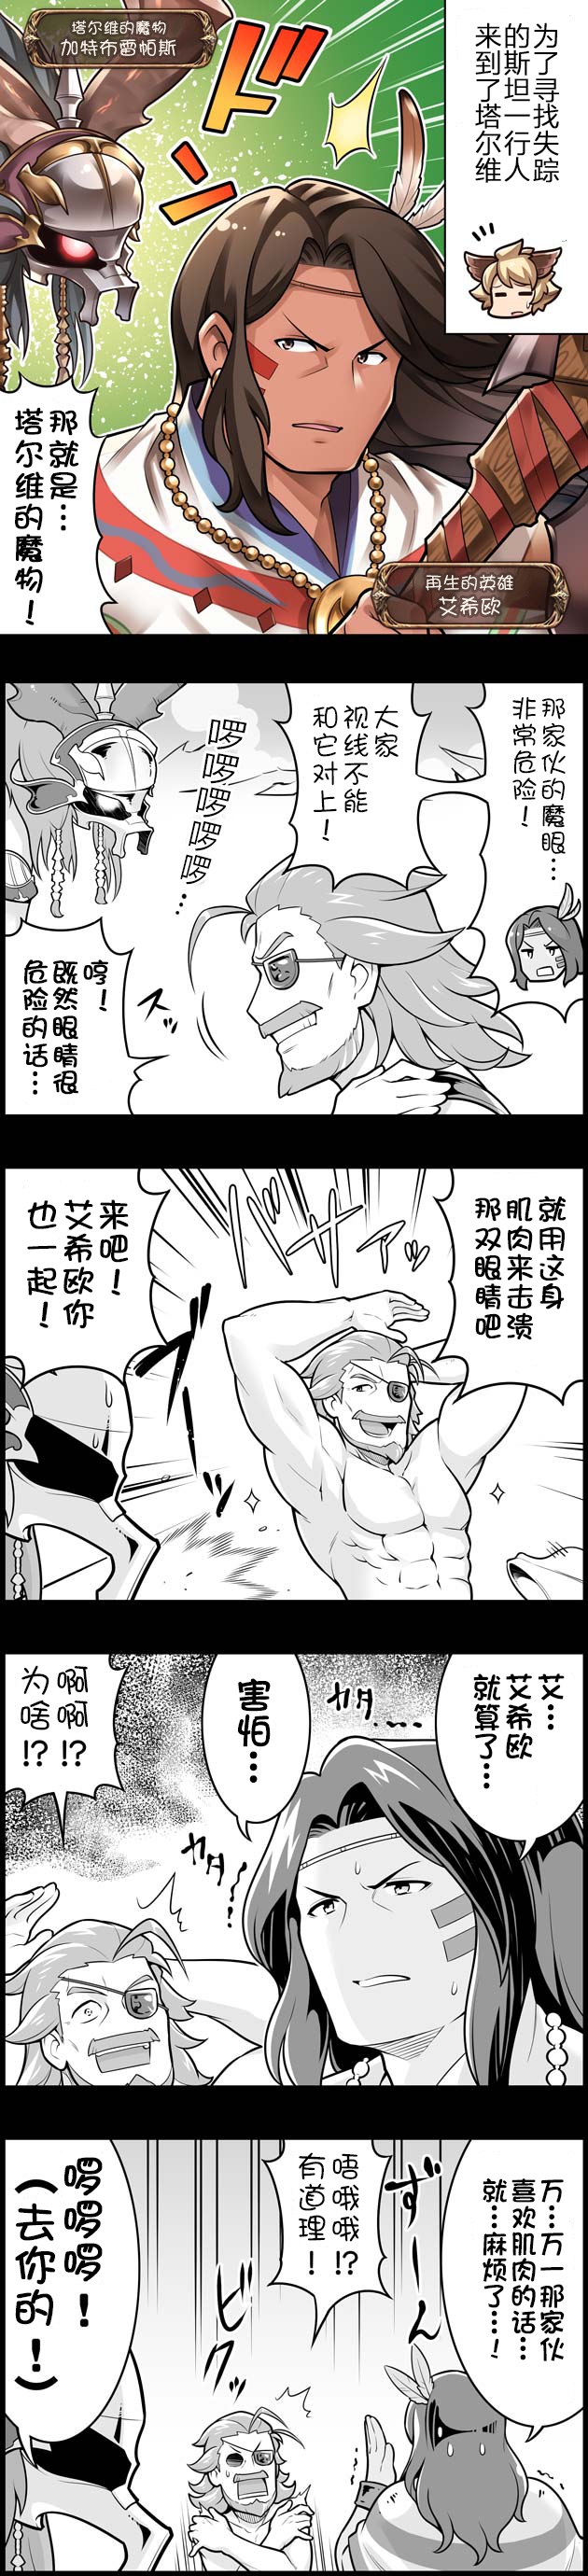 为了寻找失踪
的斯坦一行人
来到了塔尔维
塔尔维的魔物
加特布雷帕斯
ドン
那就是…
塔尔维的魔物！
再生的英雄
艾希欧
那家伙的魔眼…
非常危险！
大家
视线不能
和它对上！
啰啰啰啰啰…
哼！
既然眼睛很
危险的话…
ズッ
就用这身
肌肉来击溃
那双眼睛吧
来吧！
艾希欧你
也一起！
艾…
艾希欧
就算了…
害怕…
カタ…
カタ…
啊啊!?
为啥!?
万…万一那家伙
喜欢肌肉的话…
就…麻烦了…！
ずーん
唔哦哦!?
有道理！
ビクッ
啰啰啰！
（去你的！）